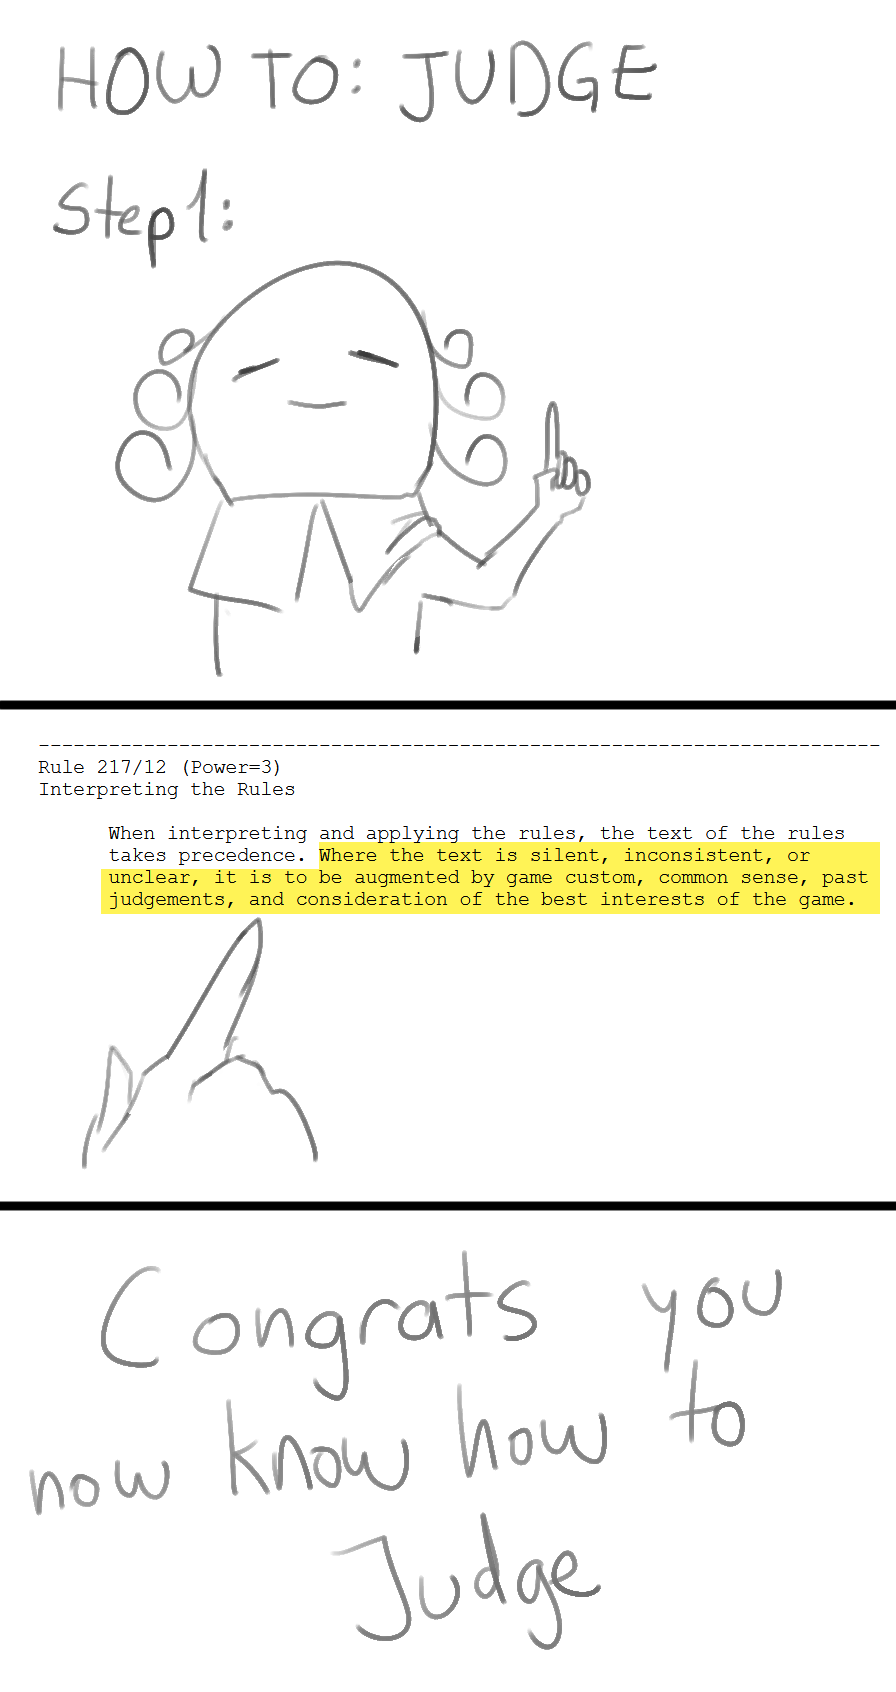 HOW TO: JUDGE
Step 1:
--------------------------------------------------------------------------
Rule 217/12 (Power=3)
Interpreting the Rules
When interpreting and applying the rules, the text of the rules
takes precedence. Where the text is silent, inconsistent, or
unclear, it is to be augmented by game custom, common sense, past
judgements, and consideration of the best interests of the game.
Congrats you
now know how to
Judge